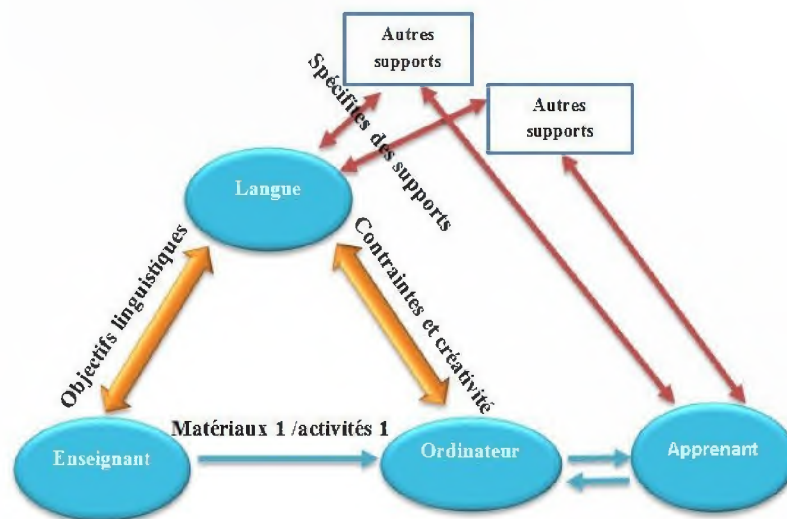 Autres
supports
Autres
supports
Spécifites des supports
Langue
Objectifs linguistiques
Contraintes et créativité
Matériaux 1 /activités 1
Enseignant
Ordinateur
Apprenant